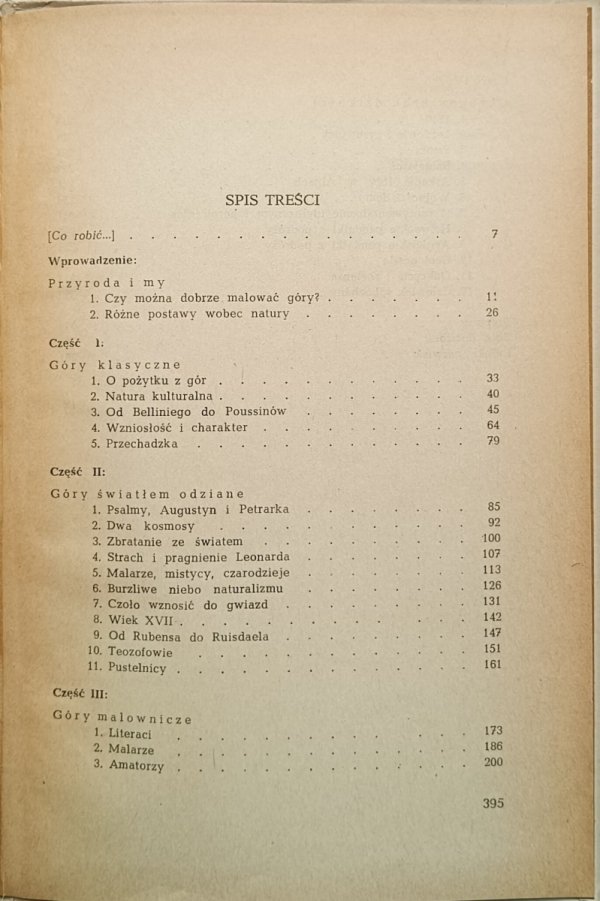 SPIS TREŚCI
[Co robić...] . . . . . . . . . . . . . . . . 7
Wprowadzenie:
Przyroda i my
1. Czy można dobrze malować góry? . . . . . . . 11
2. Różne postawy wobec natury . . . . . . . . 26
Część I:
Góry klasyczne
1. O pożytku z gór . . . . . . . . . . . . 33
2. Natura kulturalna . . . . . . . . . . . . 40
3. Od Belliniego do Poussinów . . . . . . . . 45
4. Wzniosłość i charakter . . . . . . . . . . 64
5. Przechadzka . . . . . . . . . . . . . 79
Część II:
Góry światłem odziane
1. Psalmy, Augustyn i Petrarka . . . . . . . . 85
2. Dwa kosmosy . . . . . . . . . . . 92
3. Zbratanie ze światem . . . . . . . . . . 100
4. Strach i pragnienie Leonarda . . . . . . . . 107
5. Malarze, mistycy, czarodzieje . . . . . . . . 113
6. Burzliwe niebo naturalizmu . . . . . . . . 126
7. Czoło wznosić do gwiazd . . . . . . . . . 131
8. Wiek XVII . . . . . . . . . . . . . . 142
9. Od Rubensa do Ruisdaela . . . . . . . . . 147
10. Teozofowie . . . . . . . . . . . . . 151
11. Pustelnicy . . . . . . . . . . . . . . 161
Część III:
Góry malownicze
1. Literaci . . . . . . . . . . . . . 173
2. Malarze . . . . . . . . . . . . . . 186
3. Amatorzy . . . . . . . . . . . . . . 200
395